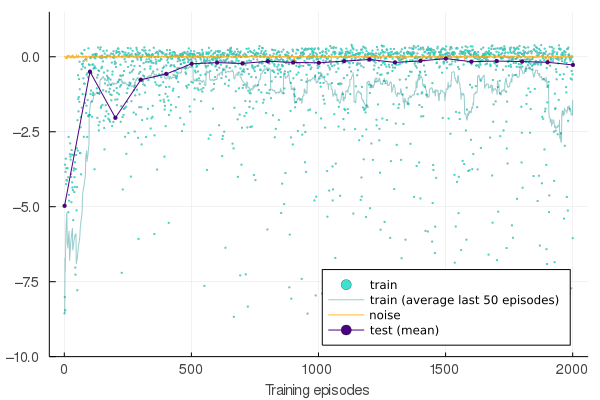 0.0
−2.5
−5.0
−7.5
−10.0
0
500
1000
1500
2000
Training episodes
train
train (average last 50 episodes)
noise
test (mean)